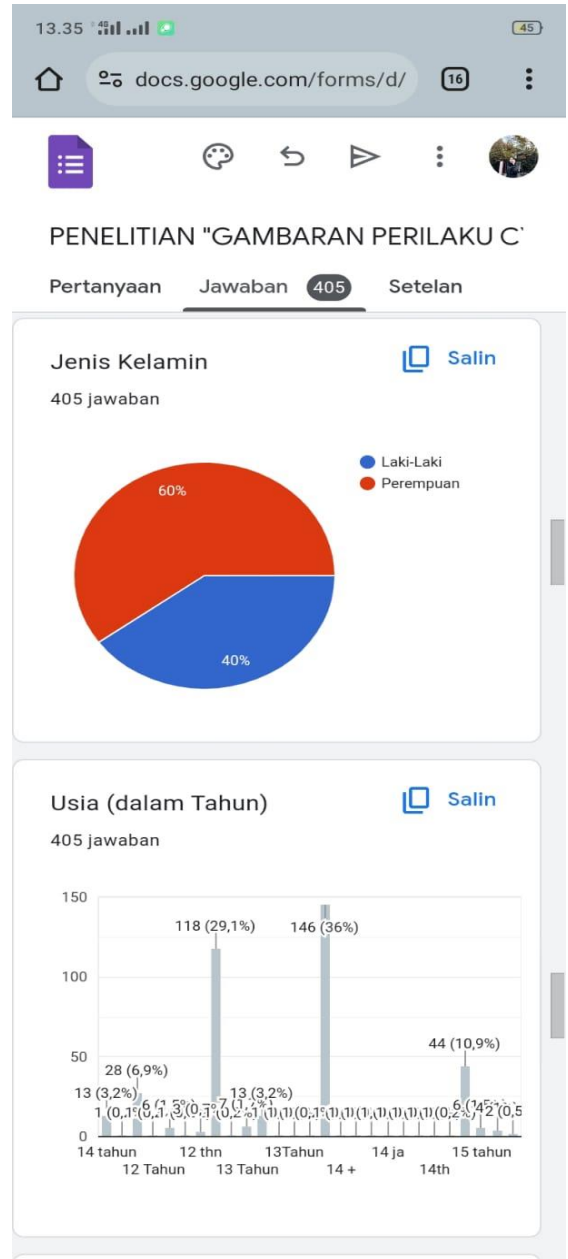 13.35
45
docs.google.com/forms/d/
16
PENELITIAN "GAMBARAN PERILAKU C
Pertanyaan Jawaban 405 Setelan
Jenis Kelamin Salin
405 jawaban
Laki-Laki
Perempuan
60%
40%
Usia (dalam Tahun) Salin
405 jawaban
150
118 (29,1%) 146 (36%)
100
44 (10,9%)
50
28 (6,9%)
13 (3,2%) 13 (3,2%)
0
14 tahun 12 thn 13Tahun 14 ja 15 tahun
12 Tahun 13 Tahun 14 + 14th